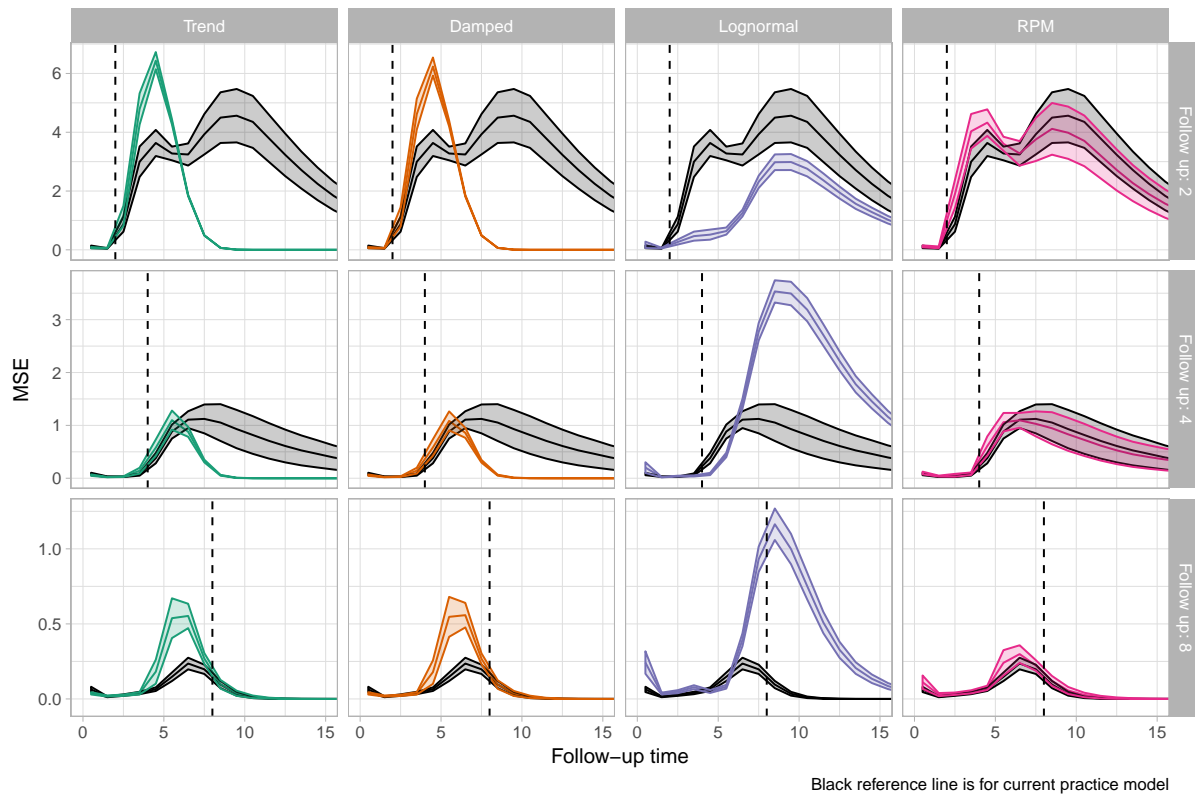 Trend Damped Lognormal RPM
6
4
2
0
Follow up: 2
MSE
3
2
1
0
Follow up: 4
1.0
0.5
0.0
Follow up: 8
0 5 10 15 0 5 10 15 0 5 10 15 0 5 10 15
Follow−up time
Black reference line is for current practice model